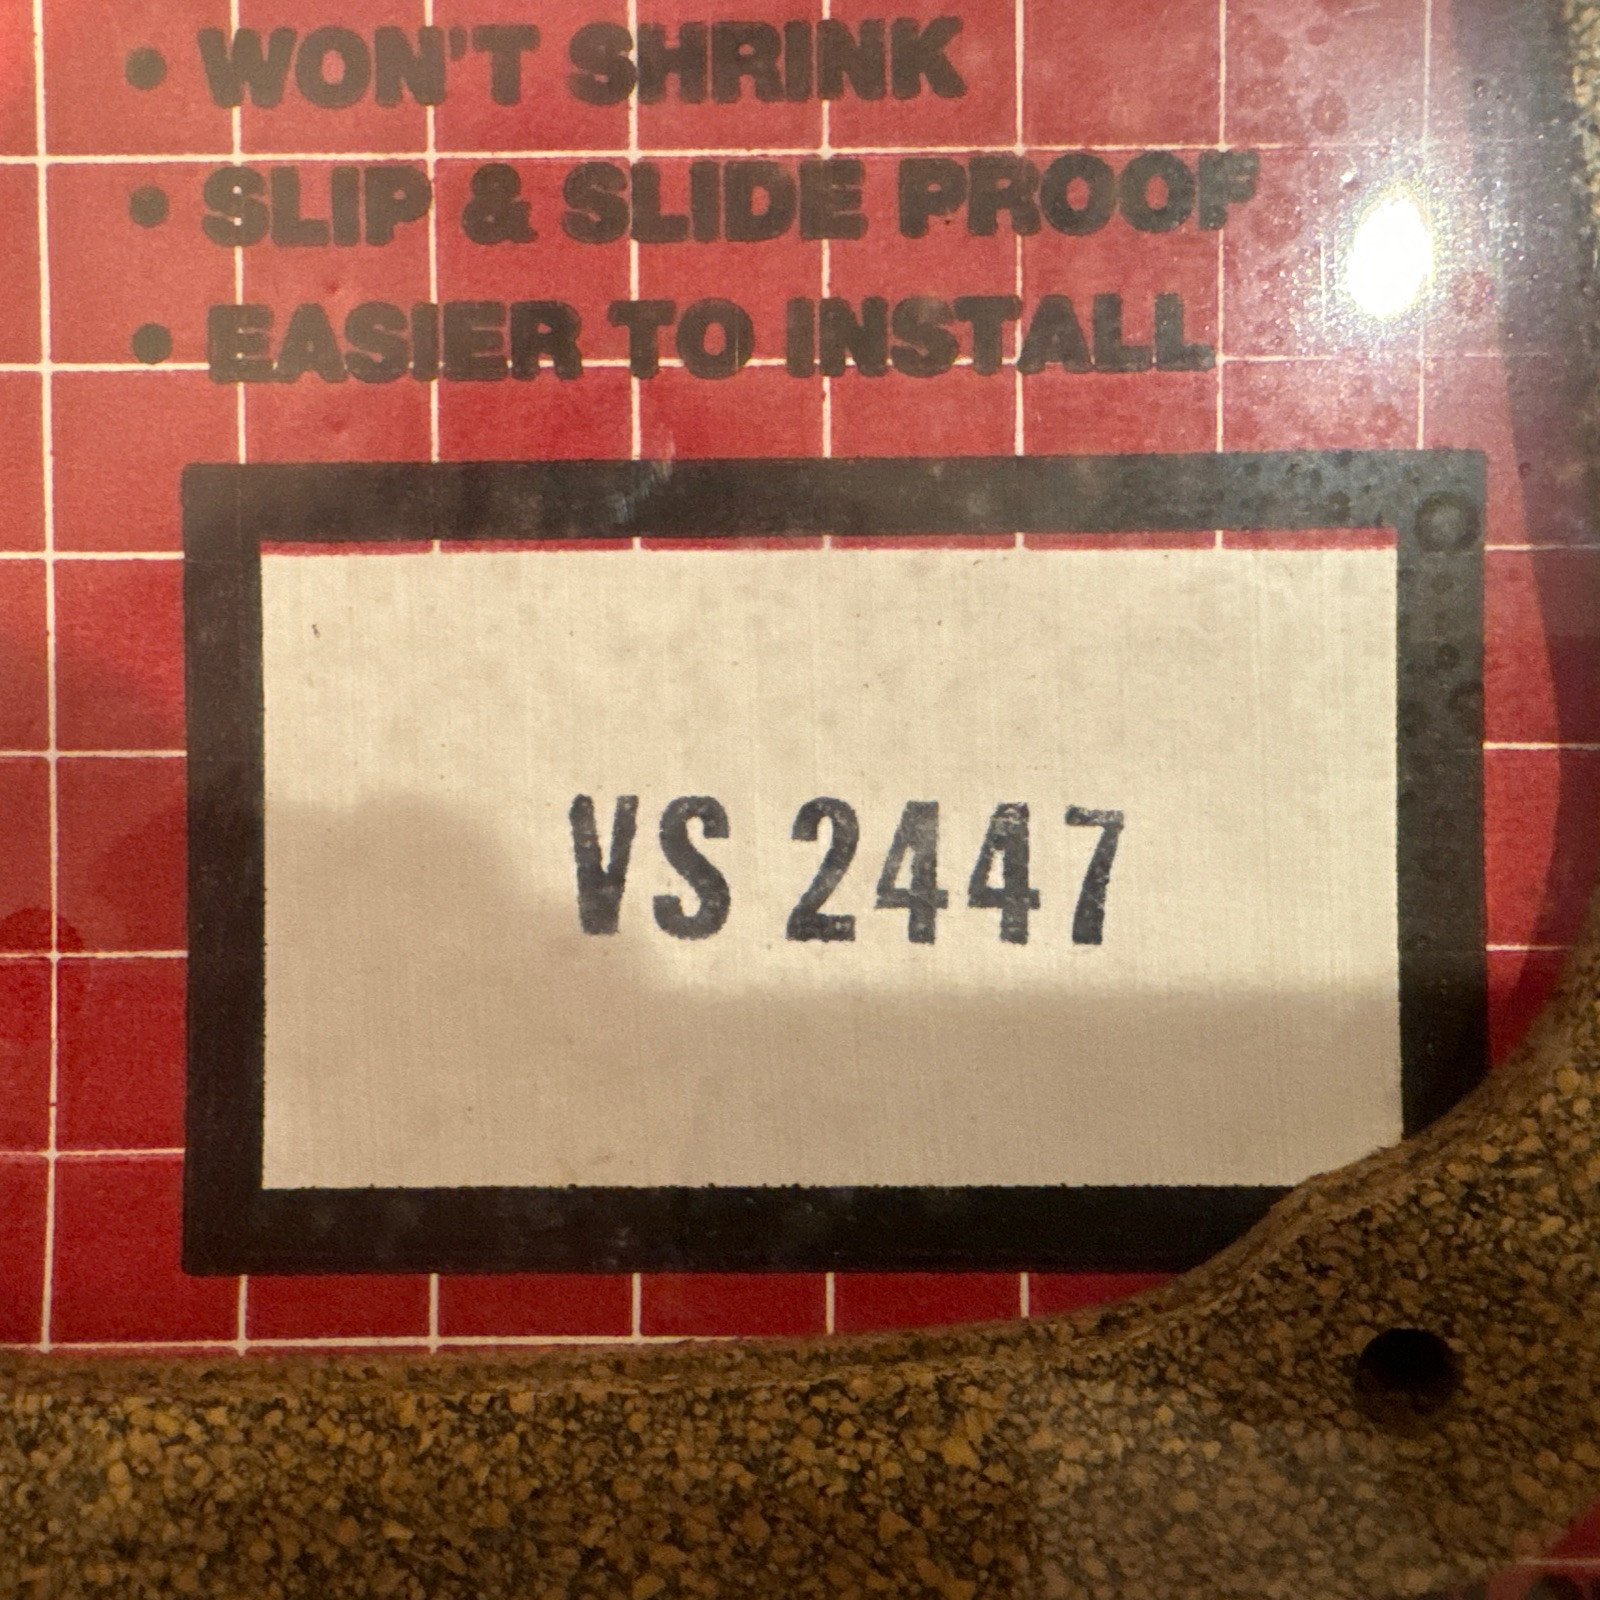 • WON'T SHRINK
• SLIP & SLIDE PROOF
• EASIER TO INSTALL
VS 2447